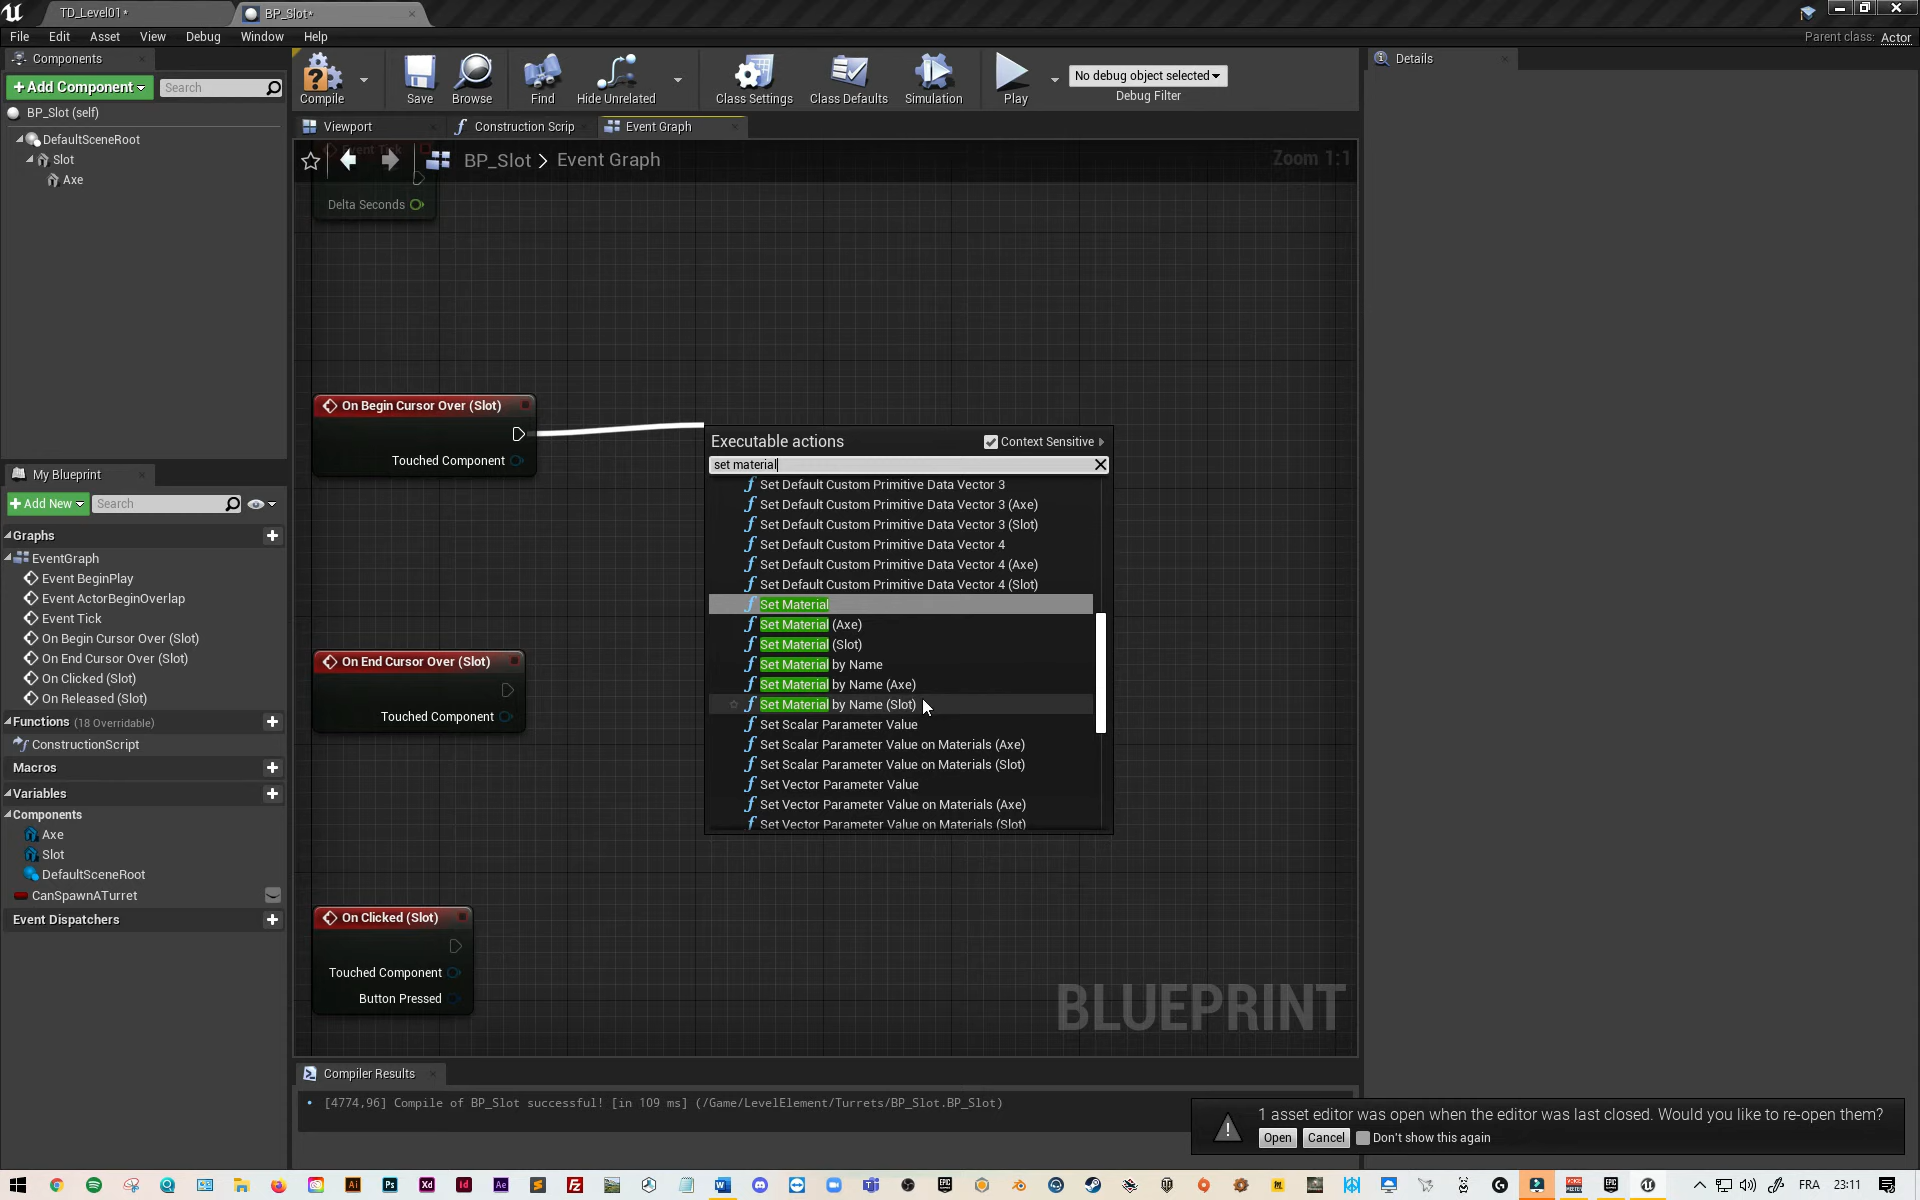 TD_Level01*
BP_Slot*
File Edit Asset View Debug Window Help
Parent class: Actor
Components
+Add Component
Search
BP_Slot (self)
DefaultSceneRoot
Slot
Axe
Compile
Save
Browse
Find
Hide Unrelated
Class Settings
Class Defaults
Simulation
Play
No debug object selected
Debug Filter
Details
Viewport
Construction Scrip
Event Graph
Event Tick
BP_Slot > Event Graph
Zoom 1:1
Delta Seconds
On Begin Cursor Over (Slot)
Touched Component
Executable actions
Context Sensitive
set material
Set Default Custom Primitive Data Vector 3
Set Default Custom Primitive Data Vector 3 (Axe)
Set Default Custom Primitive Data Vector 3 (Slot)
Set Default Custom Primitive Data Vector 4
Set Default Custom Primitive Data Vector 4 (Axe)
Set Default Custom Primitive Data Vector 4 (Slot)
Set Material
Set Material (Axe)
Set Material (Slot)
Set Material by Name
Set Material by Name (Axe)
Set Material by Name (Slot)
Set Scalar Parameter Value
Set Scalar Parameter Value on Materials (Axe)
Set Scalar Parameter Value on Materials (Slot)
Set Vector Parameter Value
Set Vector Parameter Value on Materials (Axe)
Set Vector Parameter Value on Materials (Slot)
On End Cursor Over (Slot)
Touched Component
On Clicked (Slot)
Touched Component
Button Pressed
BLUEPRINT
My Blueprint
+Add New
Search
Graphs
EventGraph
Event BeginPlay
Event ActorBeginOverlap
Event Tick
On Begin Cursor Over (Slot)
On End Cursor Over (Slot)
On Clicked (Slot)
On Released (Slot)
Functions (18 Overridable)
ConstructionScript
Macros
Variables
Components
Axe
Slot
DefaultSceneRoot
CanSpawnATurret
Event Dispatchers
Compiler Results
[4774,96] Compile of BP_Slot successful! [in 109 ms] (/Game/LevelElement/Turrets/BP_Slot.BP_Slot)
1 asset editor was open when the editor was last closed. Would you like to re-open them?
Open
Cancel
Don't show this again
FRA
23:11